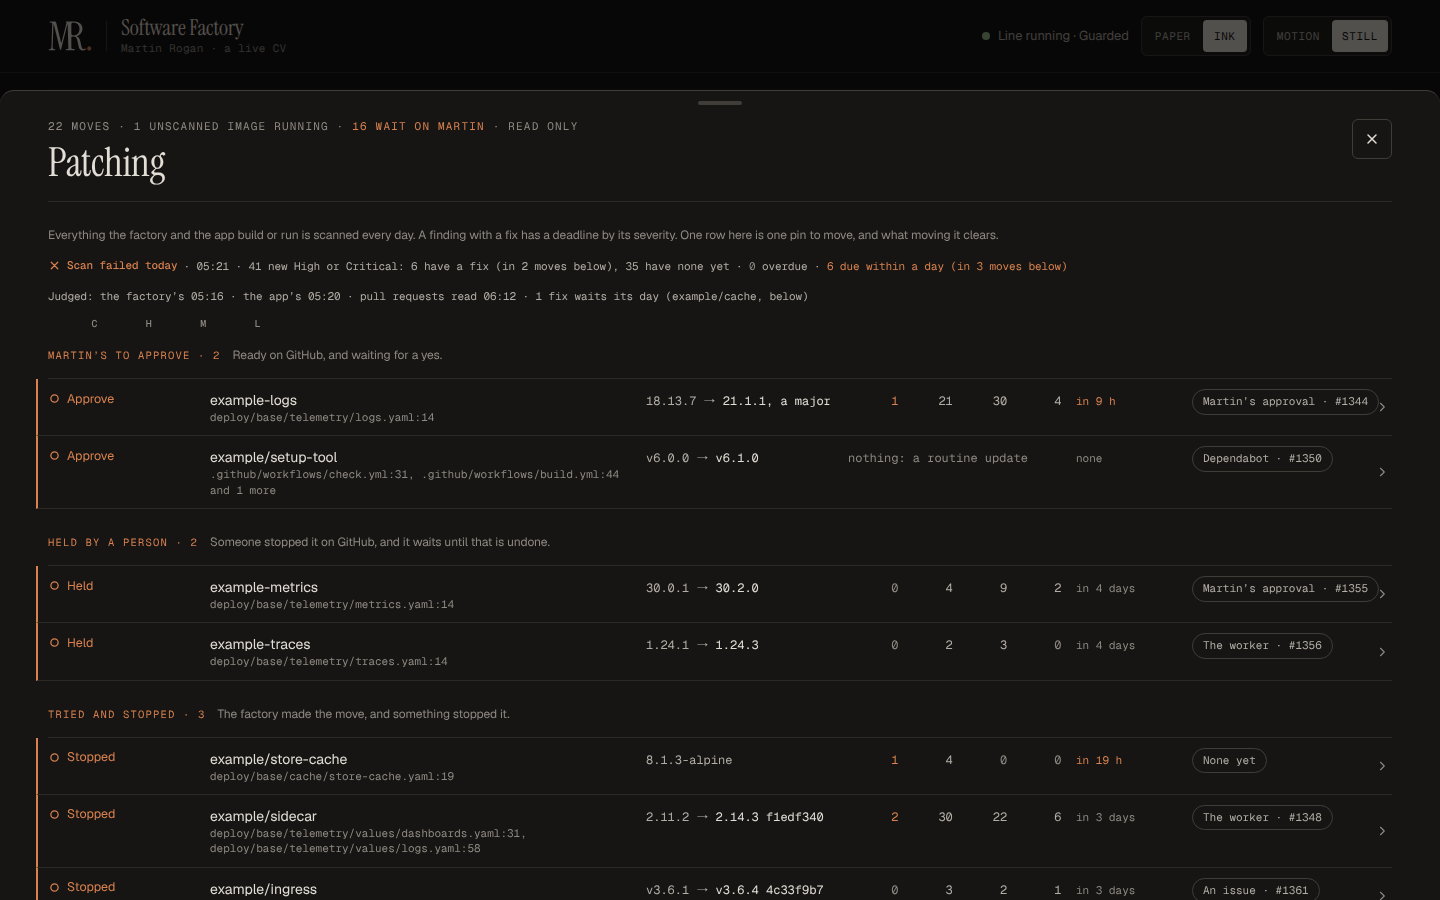 MR.
Software Factory
Martin Rogan · a live CV
Line running · Guarded
PAPER INK
MOTION STILL
22 MOVES · 1 UNSCANNED IMAGE RUNNING · 16 WAIT ON MARTIN · READ ONLY
Patching
Everything the factory and the app build or run is scanned every day. A finding with a fix has a deadline by its severity. One row here is one pin to move, and what moving it clears.
Scan failed today · 05:21 · 41 new High or Critical: 6 have a fix (in 2 moves below), 35 have none yet · 0 overdue · 6 due within a day (in 3 moves below)
Judged: the factory’s 05:16 · the app’s 05:20 · pull requests read 06:12 · 1 fix waits its day (example/cache, below)
C H M L
MARTIN’S TO APPROVE · 2 Ready on GitHub, and waiting for a yes.
Approve example-logs 18.13.7 → 21.1.1, a major 1 21 30 4 in 9 h Martin’s approval · #1344
deploy/base/telemetry/logs.yaml:14
Approve example/setup-tool v6.0.0 → v6.1.0 nothing: a routine update none Dependabot · #1350
.github/workflows/check.yml:31, .github/workflows/build.yml:44
and 1 more
HELD BY A PERSON · 2 Someone stopped it on GitHub, and it waits until that is undone.
Held example-metrics 30.0.1 → 30.2.0 0 4 9 2 in 4 days Martin’s approval · #1355
deploy/base/telemetry/metrics.yaml:14
Held example-traces 1.24.1 → 1.24.3 0 2 3 0 in 4 days The worker · #1356
deploy/base/telemetry/traces.yaml:14
TRIED AND STOPPED · 3 The factory made the move, and something stopped it.
Stopped example/store-cache 8.1.3-alpine 1 4 0 0 in 19 h None yet
deploy/base/cache/store-cache.yaml:19
Stopped example/sidecar 2.11.2 → 2.14.3 f1edf340 2 30 22 6 in 3 days The worker · #1348
deploy/base/telemetry/values/dashboards.yaml:31,
deploy/base/telemetry/values/logs.yaml:58
Stopped example/ingress v3.6.1 → v3.6.4 4c33f9b7 0 3 2 1 in 3 days An issue · #1361